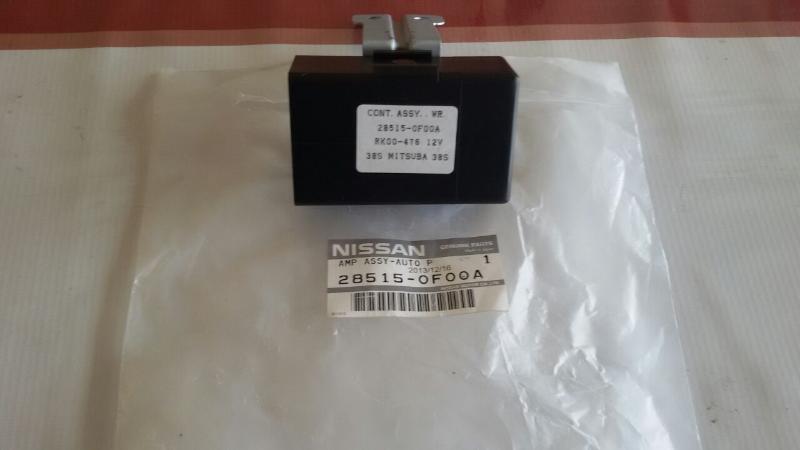 CONT. ASSY.. WR.
28515-0F00A
RK00-476 12V
38S MITSUBA 38S
NISSAN GENUINE PARTS
AMP ASSY-AUTO P 1
2013/12/16
28515-0F00A